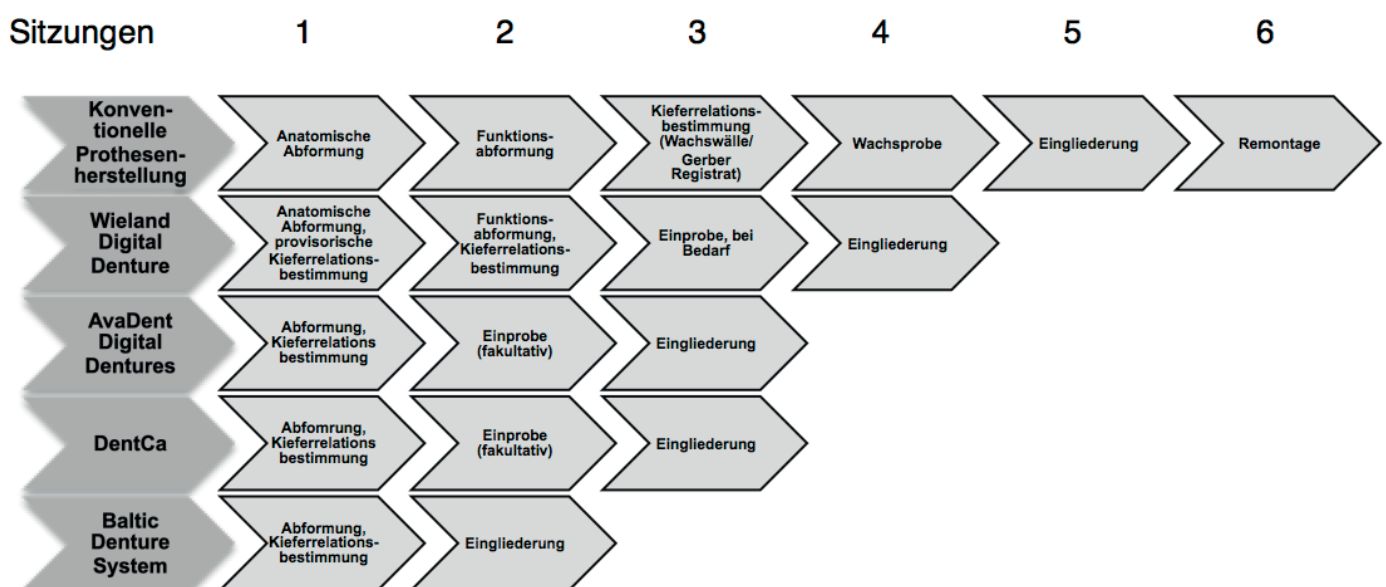 Sitzungen 1 2 3 4 5 6
Konven-
tionelle
Prothesen-
herstellung
Anatomische
Abformung
Funktions-
abformung
Kieferrelations-
bestimmung
(Wachswälle/
Gerber
Registrat)
Wachsprobe
Eingliederung
Remontage
Wieland
Digital
Denture
Anatomische
Abformung,
provisorische
Kieferrelations-
bestimmung
Funktions-
abformung,
Kieferrelations-
bestimmung
Einprobe, bei
Bedarf
Eingliederung
AvaDent
Digital
Dentures
Abformung,
Kieferrelations
bestimmung
Einprobe
(fakultativ)
Eingliederung
DentCa
Abfomrung,
Kieferrelations
bestimmung
Einprobe
(fakultativ)
Eingliederung
Baltic
Denture
System
Abformung,
Kieferrelations-
bestimmung
Eingliederung